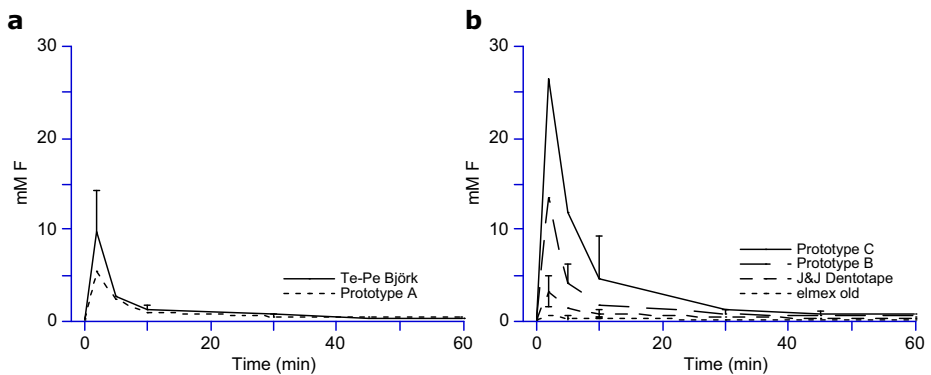 a
30
20
10
0
mM F
0
20
40
60
Time (min)
Te-Pe Björk
Prototype A
b
30
20
10
0
mM F
0
20
40
60
Time (min)
Prototype C
Prototype B
J&J Dentotape
elmex old